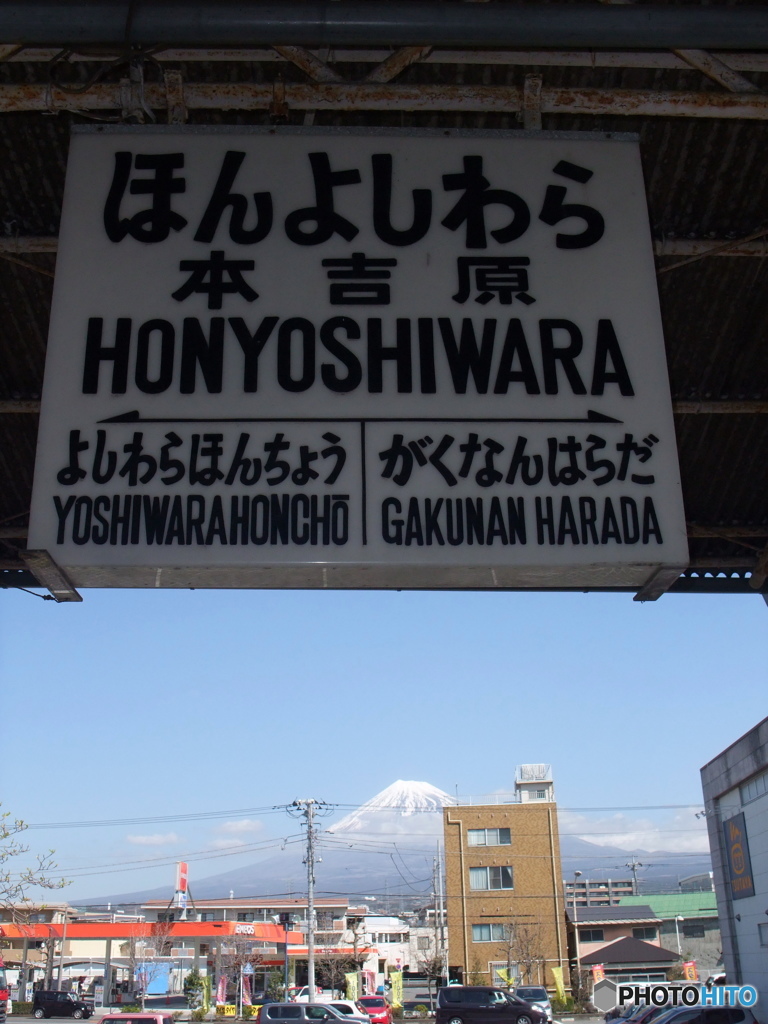 ほんよしわら
本吉原
HONYOSHIWARA
よしわらほんちょう
YOSHIWARAHONCHŌ
がくなんはらだ
GAKUNAN HARADA
PHOTOHITO